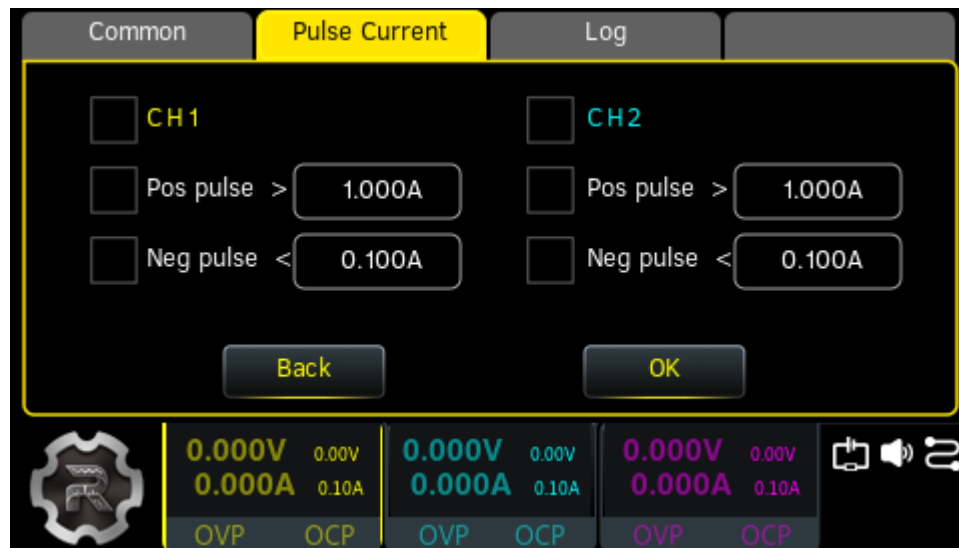 Common Pulse Current Log
CH1 CH2
Pos pulse > 1.000A Pos pulse > 1.000A
Neg pulse < 0.100A Neg pulse < 0.100A
Back OK
0.000V 0.00V 0.000V 0.00V 0.000V 0.00V
0.000A 0.10A 0.000A 0.10A 0.000A 0.10A
OVP OCP OVP OCP OVP OCP